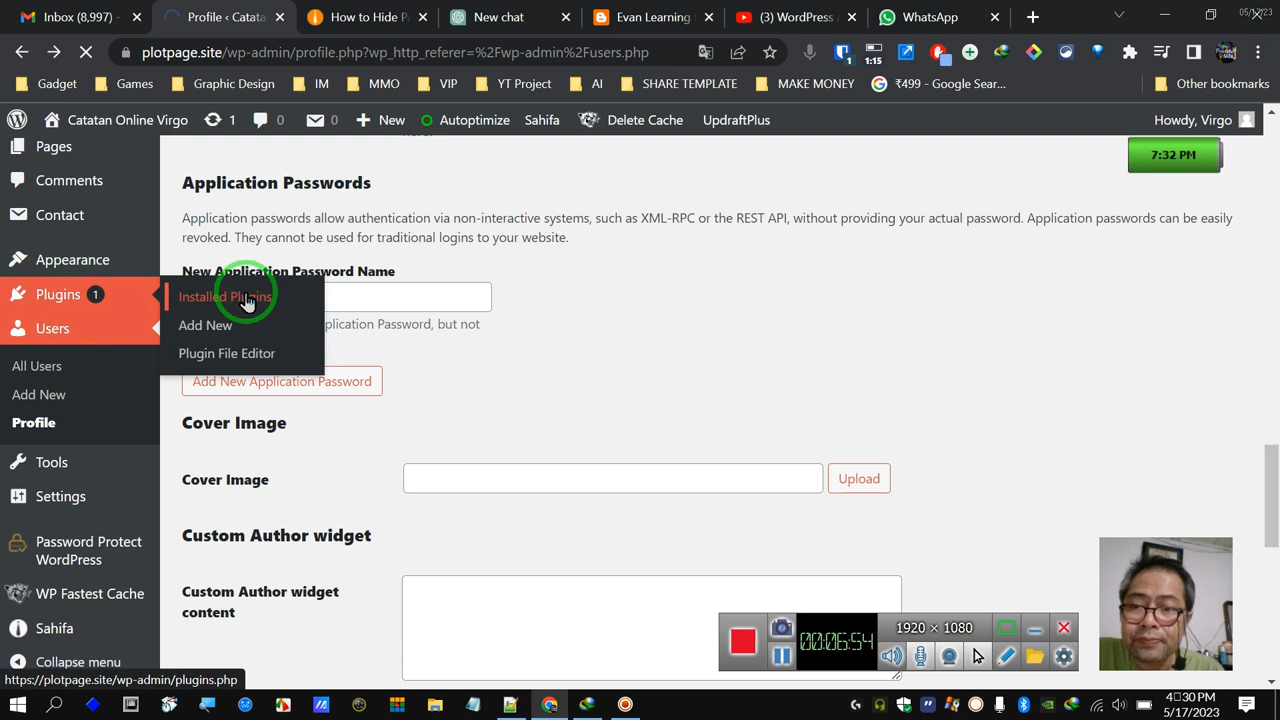 Inbox (8,997) -
Profile ‹ Catata
How to Hide P
New chat
Evan Learning
(3) WordPress
WhatsApp
plotpage.site/wp-admin/profile.php?wp_http_referer=%2Fwp-admin%2Fusers.php
1
1:15
Gadget
Games
Graphic Design
IM
MMO
VIP
YT Project
AI
SHARE TEMPLATE
MAKE MONEY
₹499 - Google Sear...
Other bookmarks
Catatan Online Virgo
1
0
0
New
Autoptimize
Sahifa
Delete Cache
UpdraftPlus
Howdy, Virgo
7:32 PM
Pages
Comments
Contact
Appearance
Plugins 1
Users
All Users
Add New
Profile
Tools
Settings
Password Protect
WordPress
WP Fastest Cache
Sahifa
Collapse menu
Installed Plugins
Add New
Plugin File Editor
Application Passwords
Application passwords allow authentication via non-interactive systems, such as XML-RPC or the REST API, without providing your actual password. Application passwords can be easily
revoked. They cannot be used for traditional logins to your website.
New Application Password Name
plication Password, but not
Add New Application Password
Cover Image
Cover Image
Upload
Custom Author widget
Custom Author widget
content
00:06:54
1920 × 1080
https://plotpage.site/wp-admin/plugins.php
4:30 PM
5/17/2023